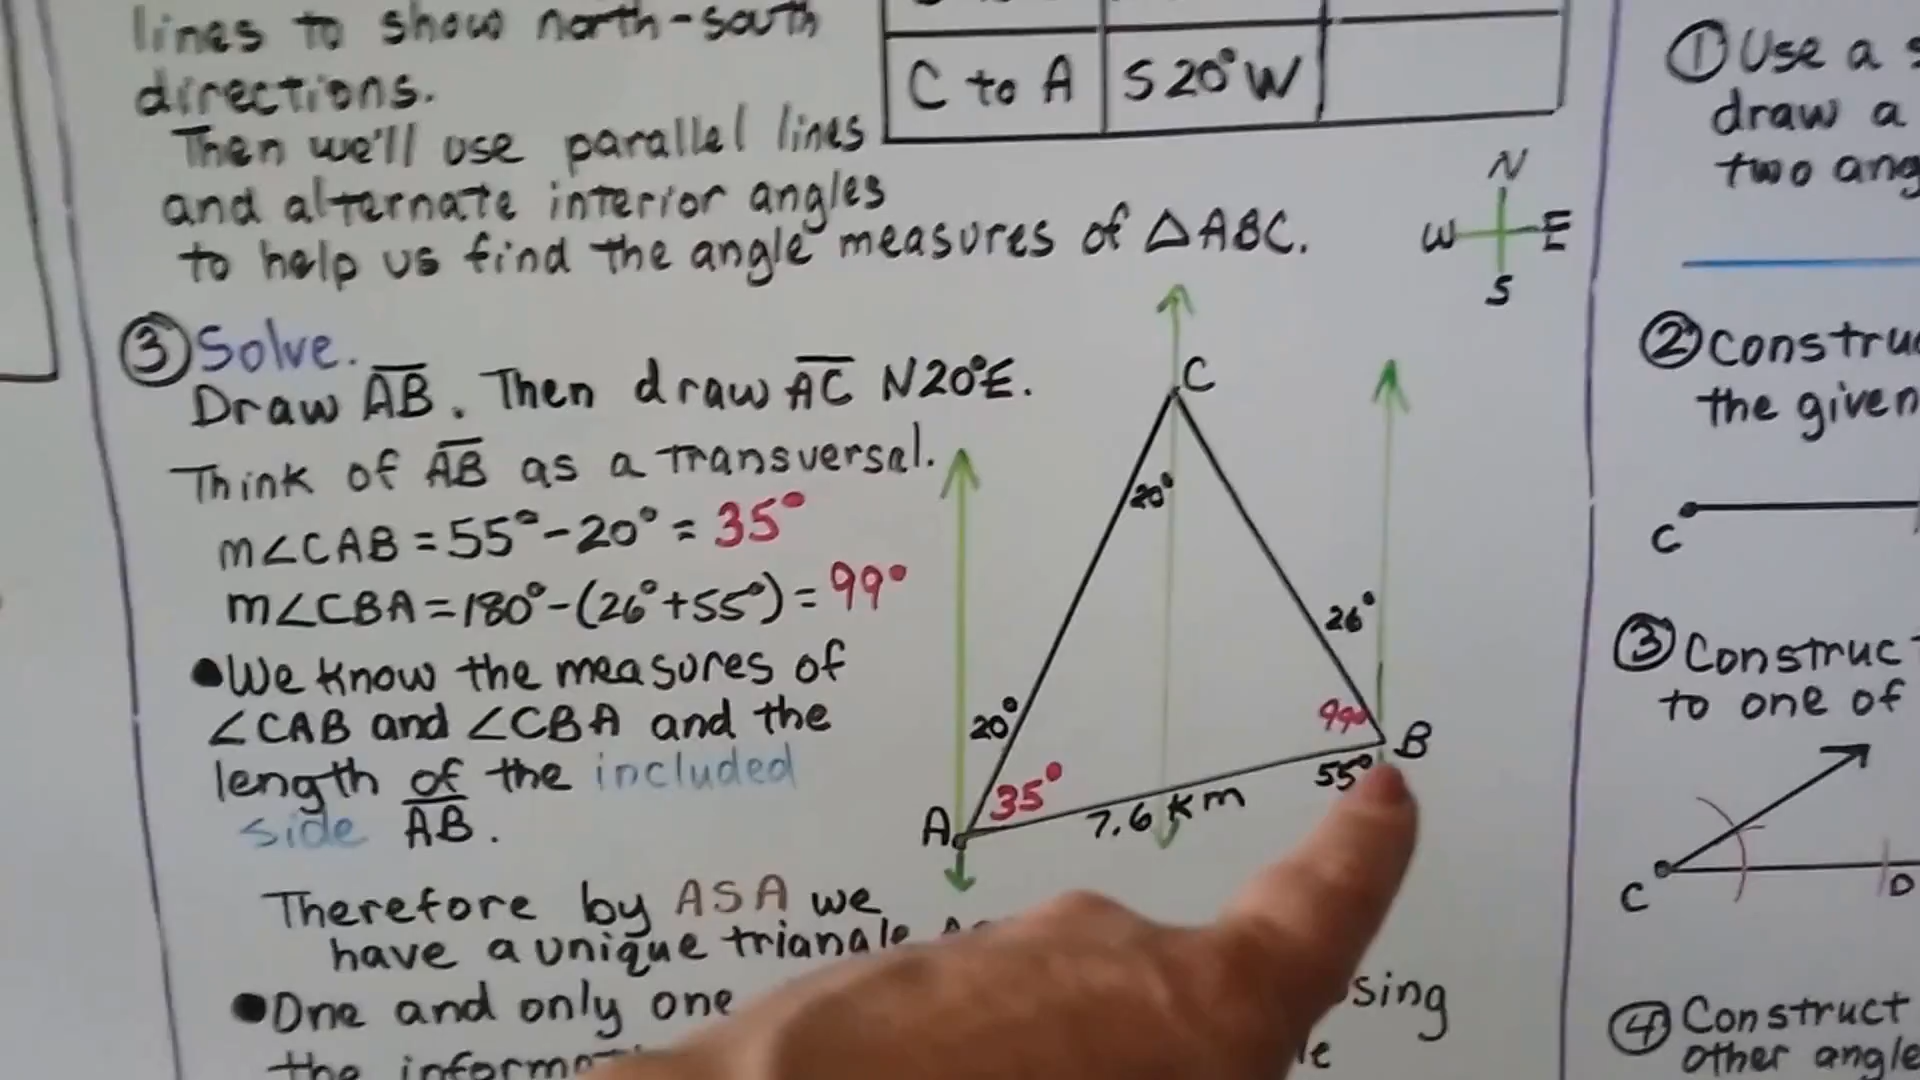 lines to show north-south
directions.
Then we'll use parallel lines
and alternate interior angles
to help us find the angle measures of △ABC.
C to A S 20° W
N
W E
S
③ Solve.
Draw A̅B̅. Then draw A̅C̅ N20°E.
Think of A̅B̅ as a transversal.
m∠CAB = 55° - 20° = 35°
m∠CBA = 180° - (26° + 55°) = 99°
• We know the measures of
∠CAB and ∠CBA and the
length of the included
side A̅B̅.
Therefore by ASA we
have a unique triangle
• One and only one
the
sing
C
20°
26°
20°
99°
B
35°
55°
A
7.6 km
① Use a
draw a
two ang
② Constru
the given
C
③ Construct
to one of
C
D
④ Construct
other angle